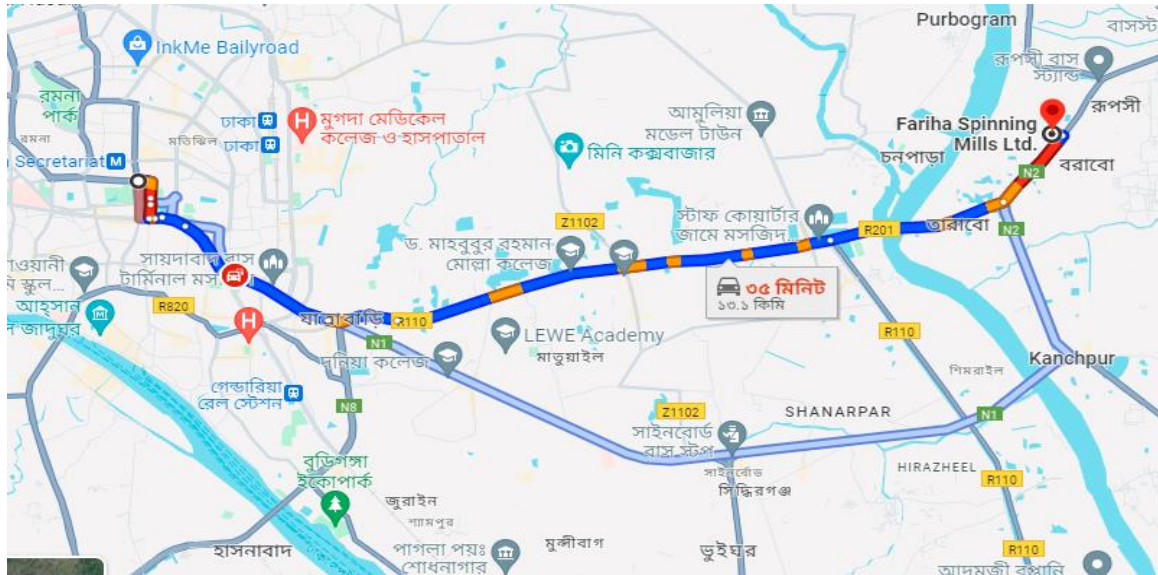 Purbogram
InkMe Bailyroad
রূপসী বাস
স্ট্যান্ড
রূপসী
রমনা
পার্ক
রমনা
মতিঝিল
ঢাকা
ঢাকা
মুগদা মেডিকেল
কলেজ ও হাসপাতাল
আমুলিয়া
মডেল টাউন
মিনি কক্সবাজার
Fariha Spinning
Mills Ltd.
চনপাড়া
বরাবো
N2
Secretariat
Z1102
স্টাফ কোয়ার্টার
জামে মসজিদ...
R201
তারাবো
N2
ড. মাহবুবুর রহমান
মোল্লা কলেজ
সায়দাবাদ বাস
টার্মিনাল মস...
৩৫ মিনিট
১৩.১ কিমি
স্কুল...
আহসান
জাদুঘর
R820
যাত্রাবাড়ি
R110
N1
LEWE Academy
মাতুয়াইল
দনিয়া কলেজ
R110
Kanchpur
শিমরাইল
গেন্ডারিয়া
রেল স্টেশন
N8
Z1102
SHANARPAR
N1
সাইনবোর্ড
বাস স্টপ
সাইনবোর্ড
সিদ্ধিরগঞ্জ
HIRAZHEEL
R110
বুড়িগঙ্গা
ইকোপার্ক
জুরাইন
শ্যামপুর
হাসনাবাদ
পাগলা পয়ঃ
শোধনাগার
মুন্সীবাগ
ভুইঘর
R110